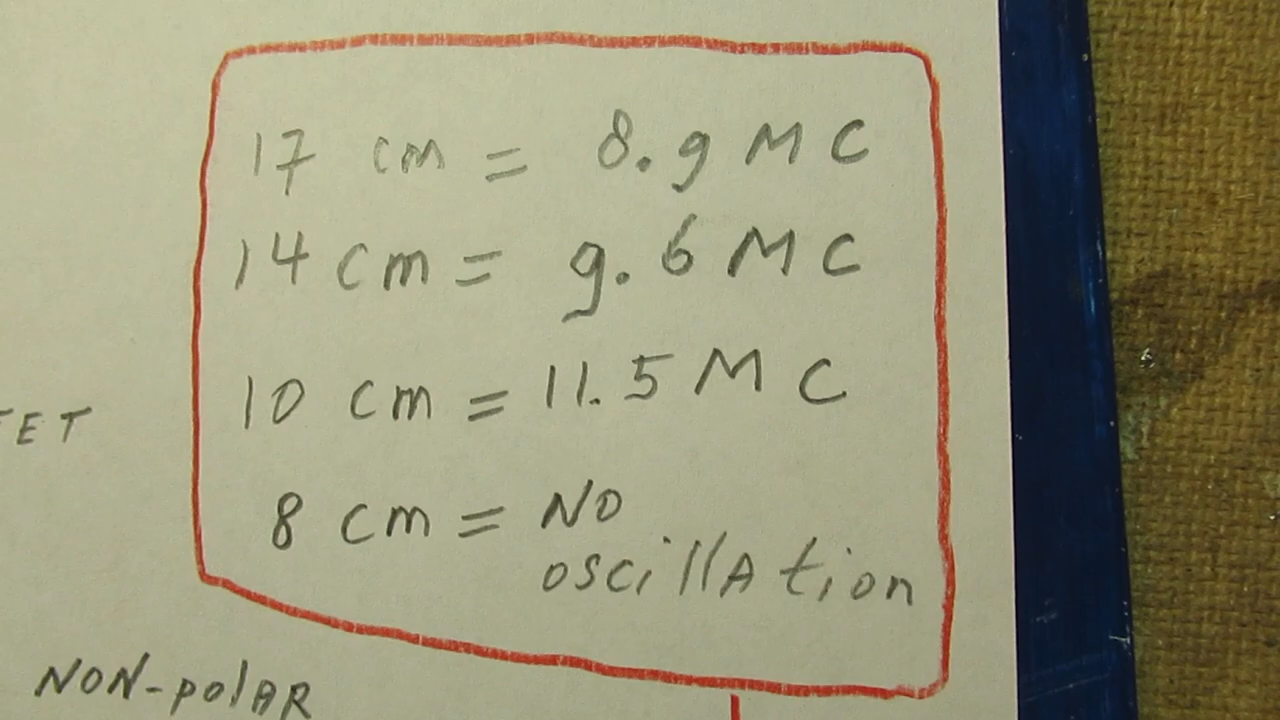 17 cm = 8.9 MC
14 cm = 9.6 MC
10 cm = 11.5 MC
8 cm = NO
oscillAtion
NON-polAR